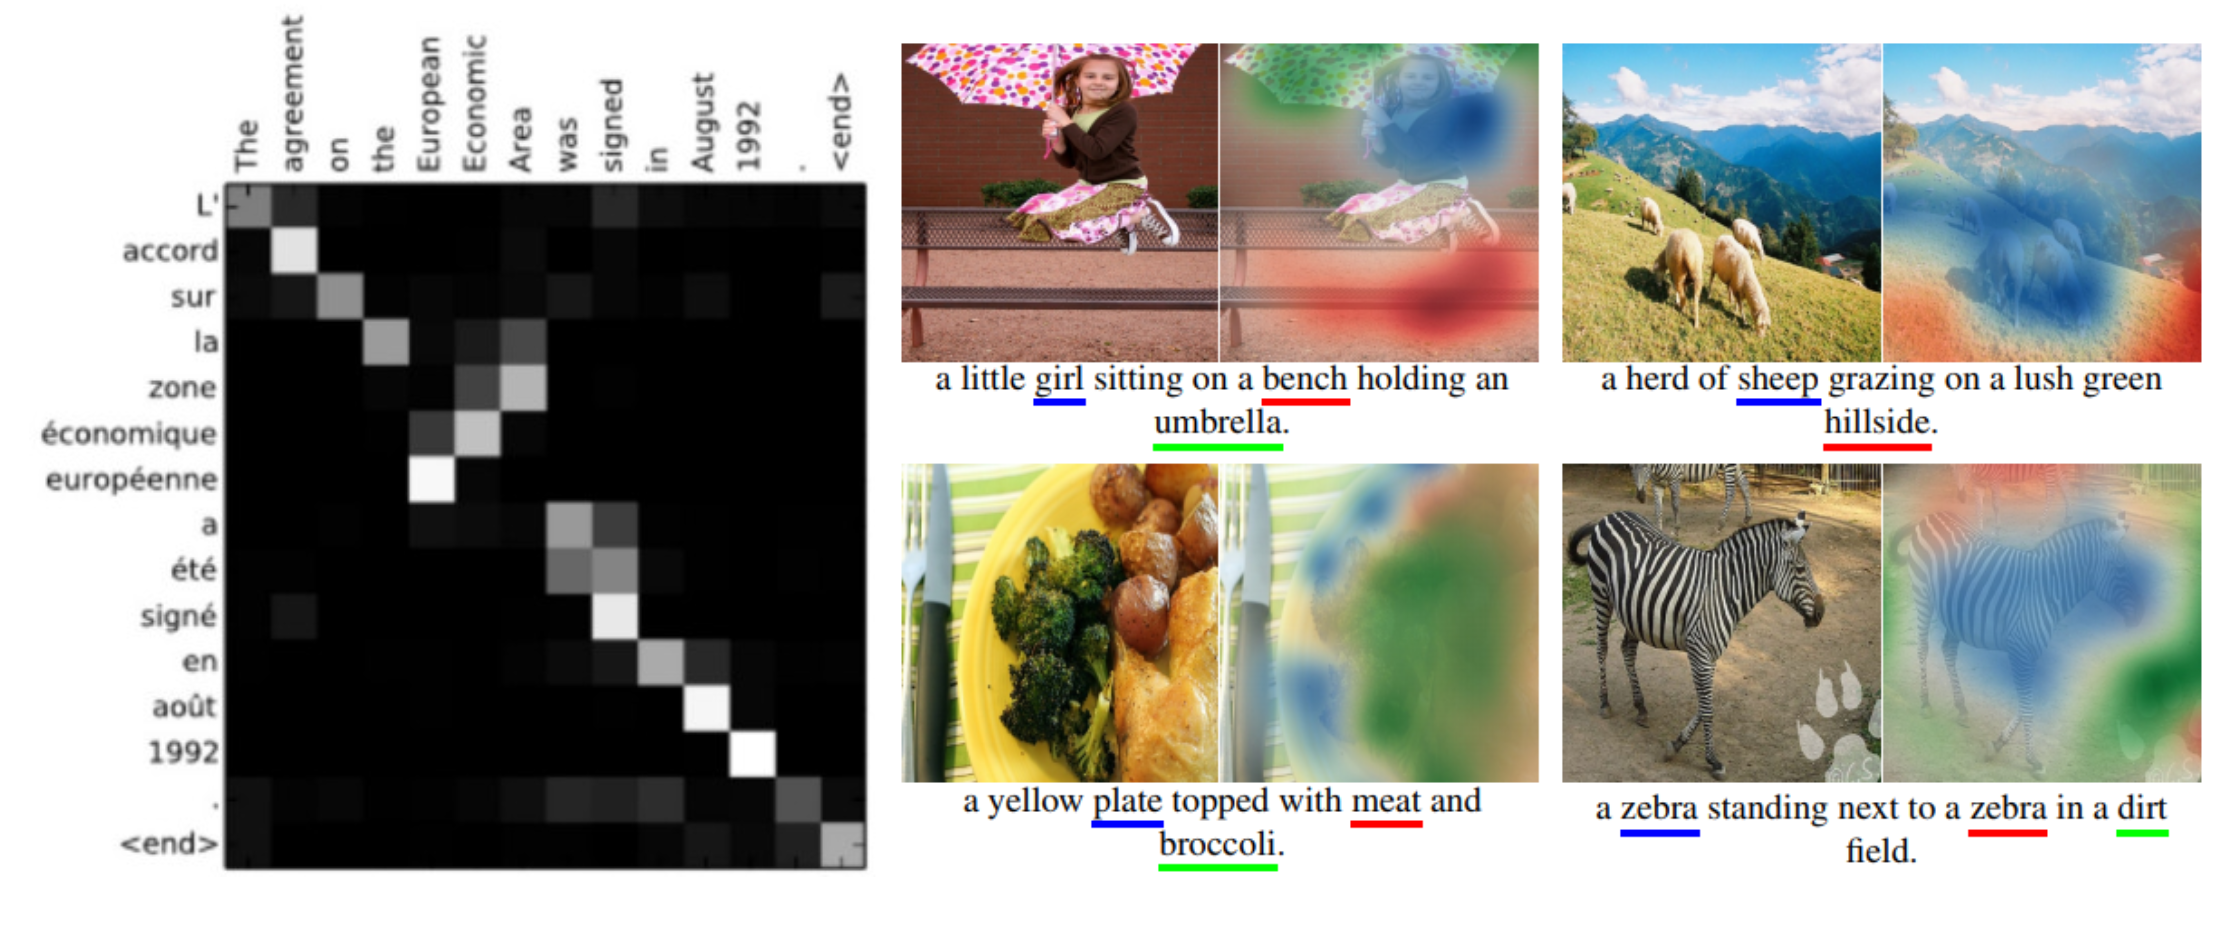 The
agreement
on
the
European
Economic
Area
was
signed
in
August
1992
.
<end>
L'
accord
sur
la
zone
économique
européenne
a
été
signé
en
août
1992
.
<end>
a little girl sitting on a bench holding an
umbrella.
a herd of sheep grazing on a lush green
hillside.
a yellow plate topped with meat and
broccoli.
©C.S
a zebra standing next to a zebra in a dirt
field.